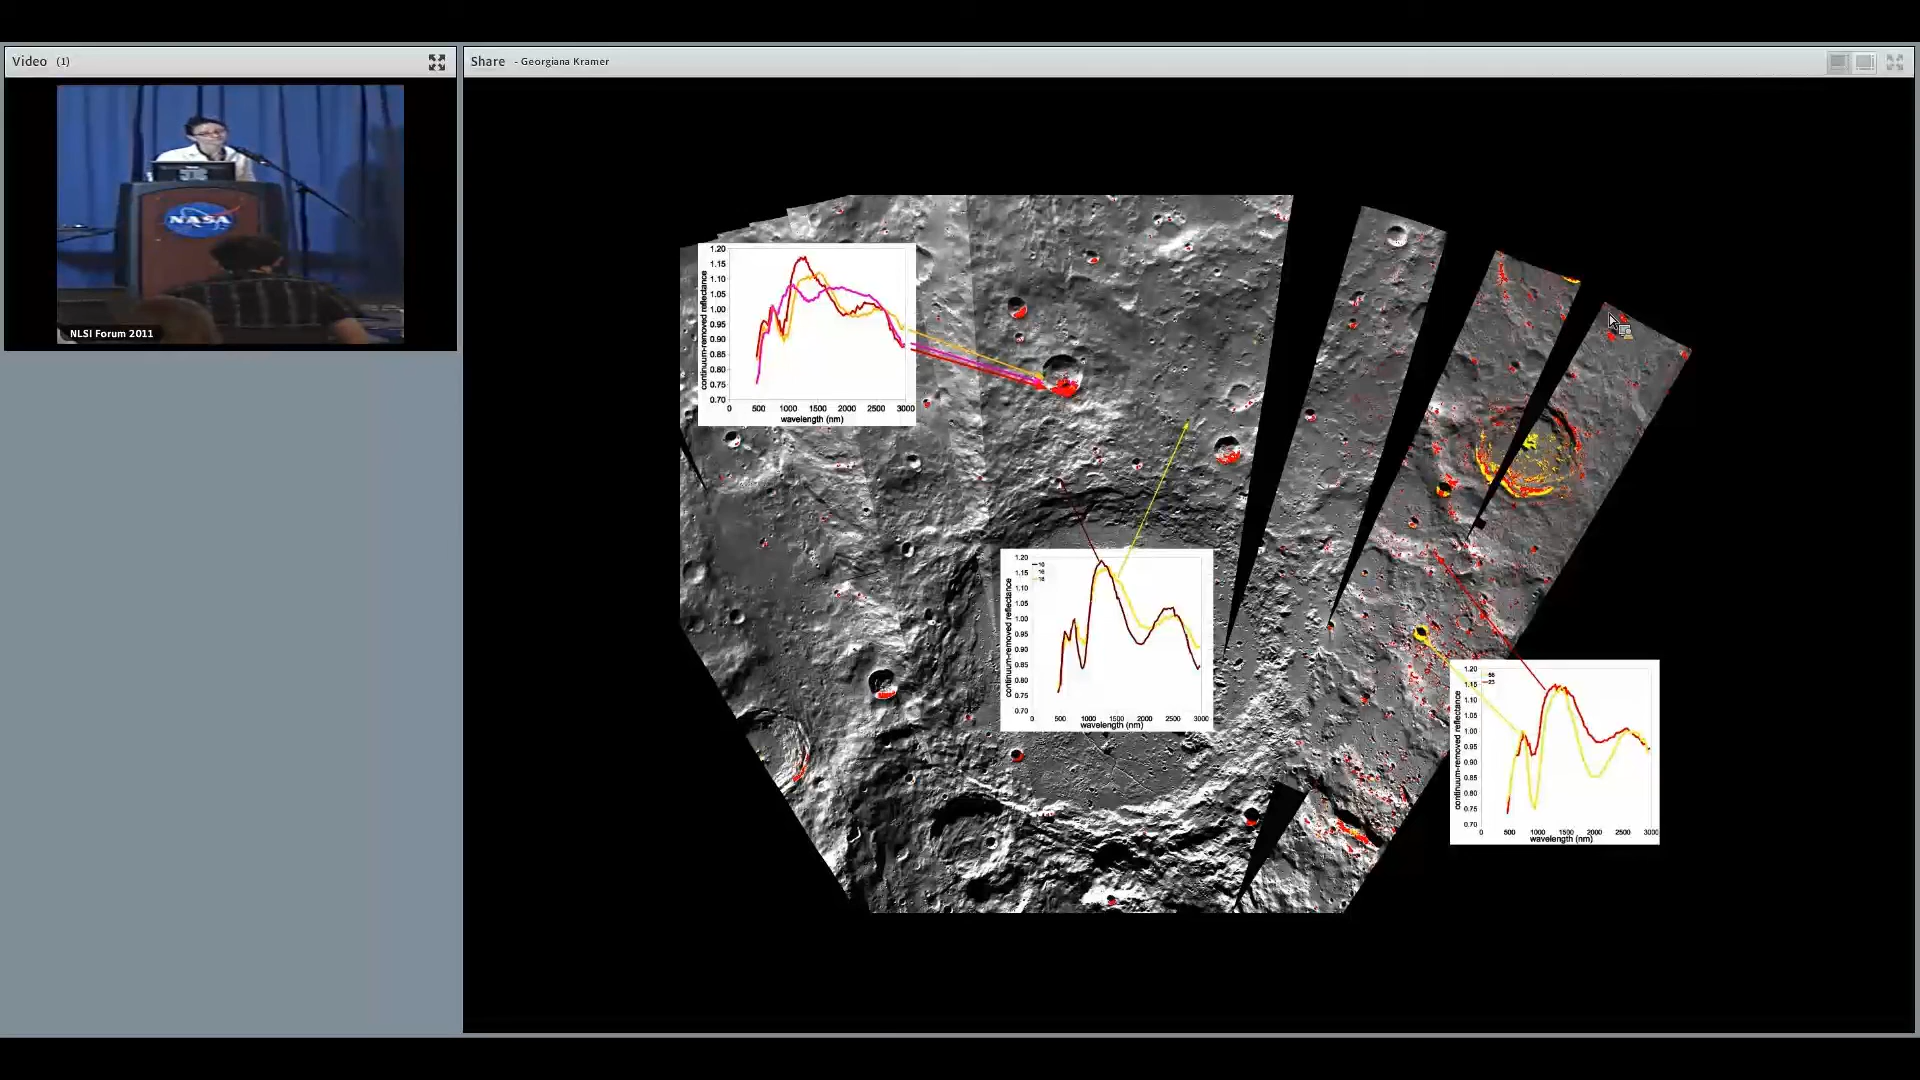 Video (1)
Share - Georgiana Kramer
NASA
NLSI Forum 2011
1.20
1.15
1.10
1.05
1.00
0.95
0.90
0.85
0.80
0.75
0.70
continuum-removed reflectance
0 500 1000 1500 2000 2500 3000
wavelength (nm)
1.20
1.15
1.10
1.05
1.00
0.95
0.90
0.85
0.80
0.75
0.70
continuum-removed reflectance
0 500 1000 1500 2000 2500 3000
wavelength (nm)
1.20
1.15
1.10
1.05
1.00
0.95
0.90
0.85
0.80
0.75
0.70
continuum-removed reflectance
0 500 1000 1500 2000 2500 3000
wavelength (nm)